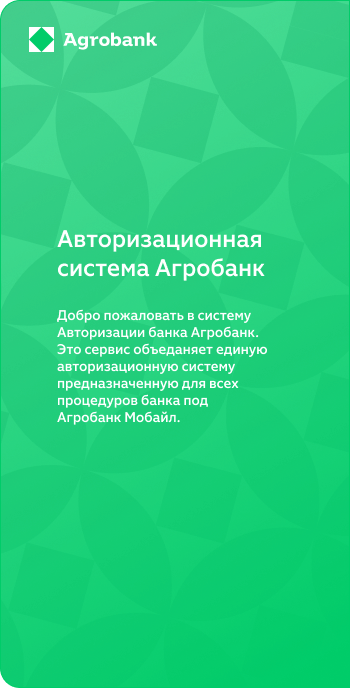 Agrobank
Авторизационная
система Агробанк
Добро пожаловать в систему
Авторизации банка Агробанк.
Это сервис объеданяет единую
авторизационную систему
предназначенную для всех
процедуров банка под
Агробанк Мобайл.